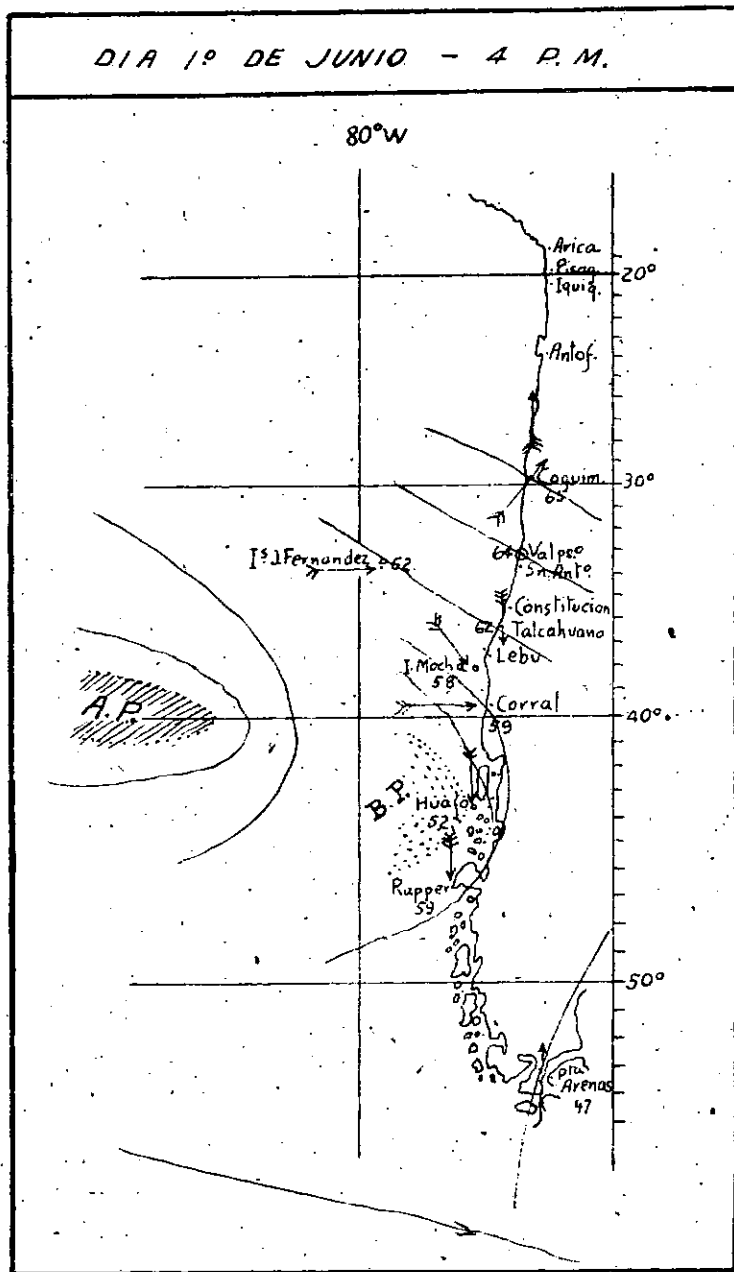 DIA 1º DE JUNIO - 4 P.M.
80°W
Arica
Pisag.
Iquiq.
20°
Antof.
Coquim.
65
30°
64 Valpsº
Sn. Antº
Is J. Fernandez 62
Constitucion
62 Talcahuano
Lebu
I. Mocha
58
Corral
59
A.P.
40°
B.P.
Huafo
52
Rupper
59
50°
pta
Arenas
47